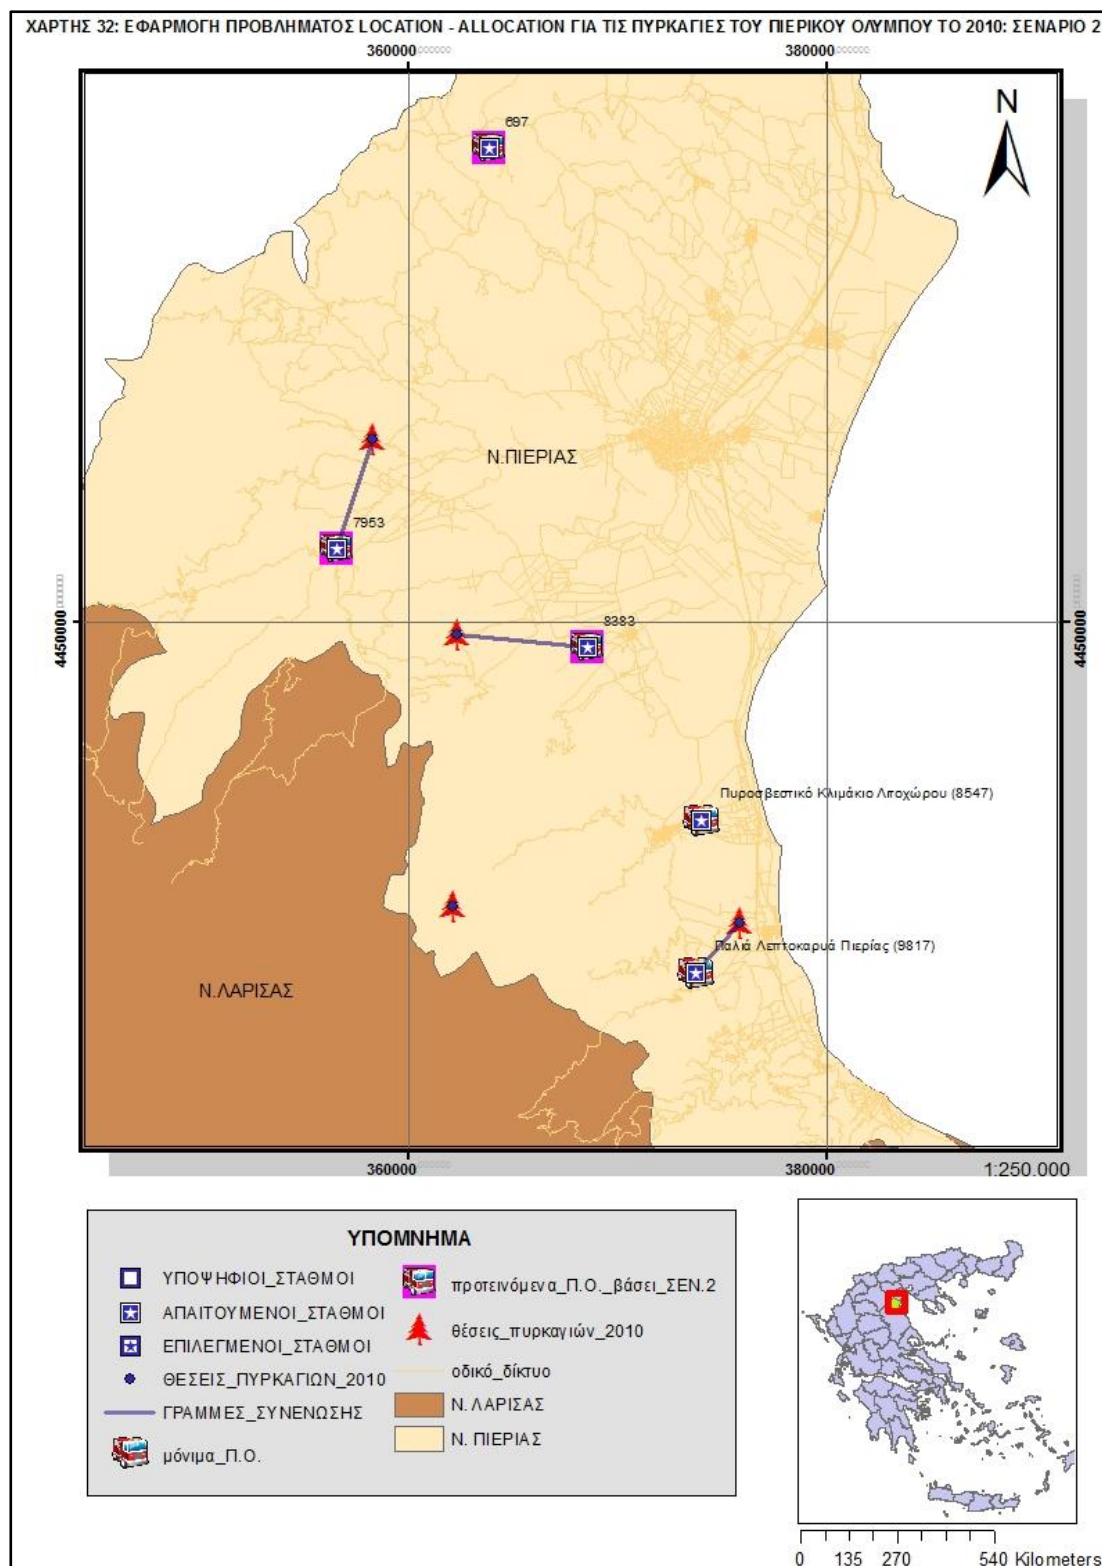 ΧΑΡΤΗΣ 32: ΕΦΑΡΜΟΓΗ ΠΡΟΒΛΗΜΑΤΟΣ LOCATION - ALLOCATION ΓΙΑ ΤΙΣ ΠΥΡΚΑΓΙΕΣ ΤΟΥ ΠΙΕΡΙΚΟΥ ΟΛΥΜΠΟΥ ΤΟ 2010: ΣΕΝΑΡΙΟ 2
360000 380000
N
697
Ν.ΠΙΕΡΙΑΣ
7953
8383
4450000 4450000
Πυροσβεστικό Κλιμάκιο Λιτοχώρου (8547)
Παλιά Λεπτοκαρυά Πιερίας (9817)
Ν.ΛΑΡΙΣΑΣ
360000 380000
1:250.000
ΥΠΟΜΝΗΜΑ
ΥΠΟΨΗΦΙΟΙ_ΣΤΑΘΜΟΙ
ΑΠΑΙΤΟΥΜΕΝΟΙ_ΣΤΑΘΜΟΙ
ΕΠΙΛΕΓΜΕΝΟΙ_ΣΤΑΘΜΟΙ
ΘΕΣΕΙΣ_ΠΥΡΚΑΓΙΩΝ_2010
ΓΡΑΜΜΕΣ_ΣΥΝΕΝΩΣΗΣ
μόνιμα_Π.Ο.
προτεινόμενα_Π.Ο._βάσει_ΣΕΝ.2
θέσεις_πυρκαγιών_2010
οδικό_δίκτυο
Ν. ΛΑΡΙΣΑΣ
Ν. ΠΙΕΡΙΑΣ
0 135 270 540 Kilometers